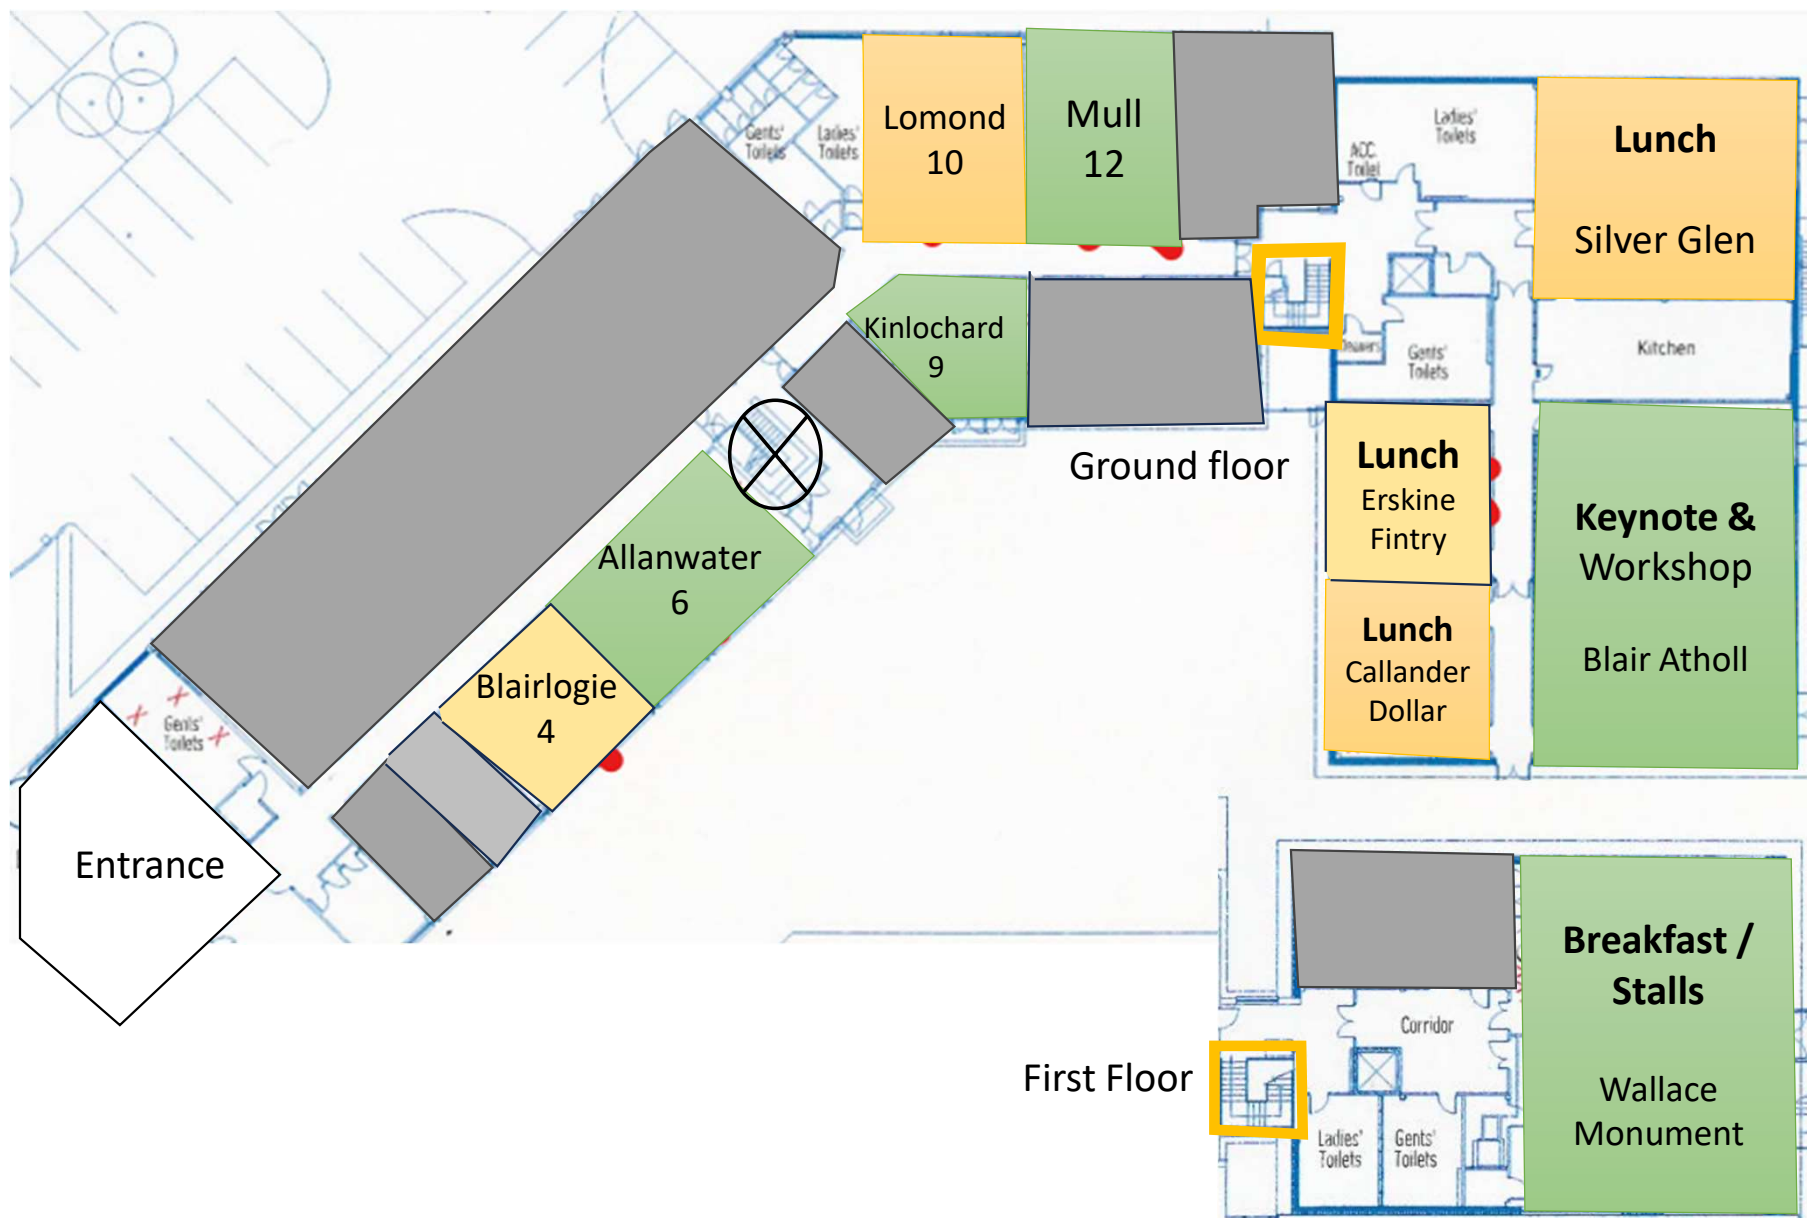 Lomond
10
Mull
12
Gents'
Toilets
Ladies'
Toilets
ACC.
Toilet
Ladies'
Toilets
Lunch
Silver Glen
Kinlochard
9
Gents'
Toilets
Kitchen
Ground floor
Lunch
Erskine
Fintry
Keynote &
Workshop
Blair Atholl
Allanwater
6
Lunch
Callander
Dollar
Blairlogie
4
Gents'
Toilets
Entrance
Breakfast /
Stalls
Wallace
Monument
Corridor
First Floor
Ladies'
Toilets
Gents'
Toilets